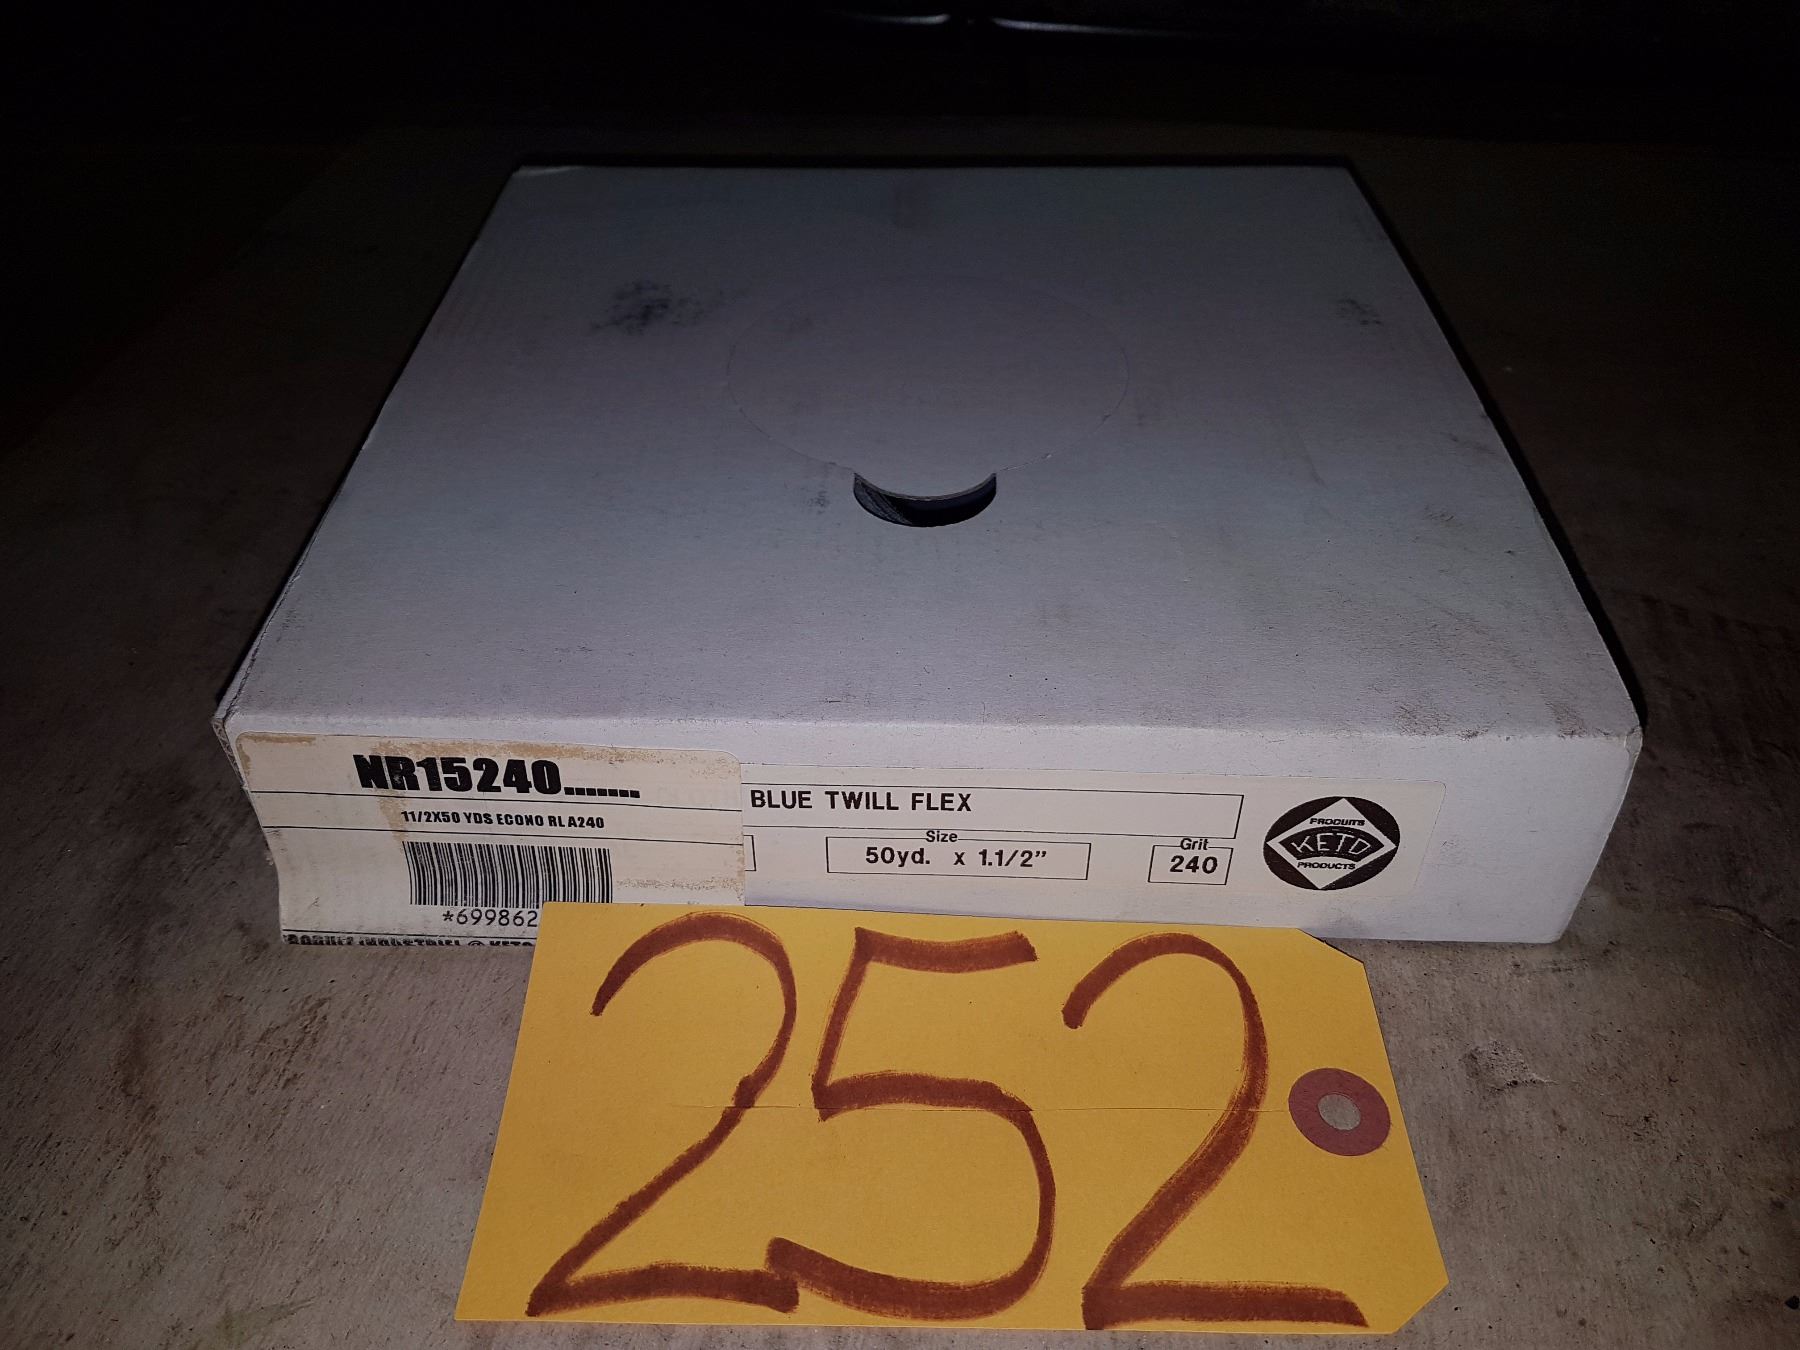 NR15240.......
11/2X50 YDS ECONO RL A240
*699862
BLUE TWILL FLEX
Size
50yd. x 1.1/2"
Grit
240
PRODUITS
KETO
PRODUCTS
252